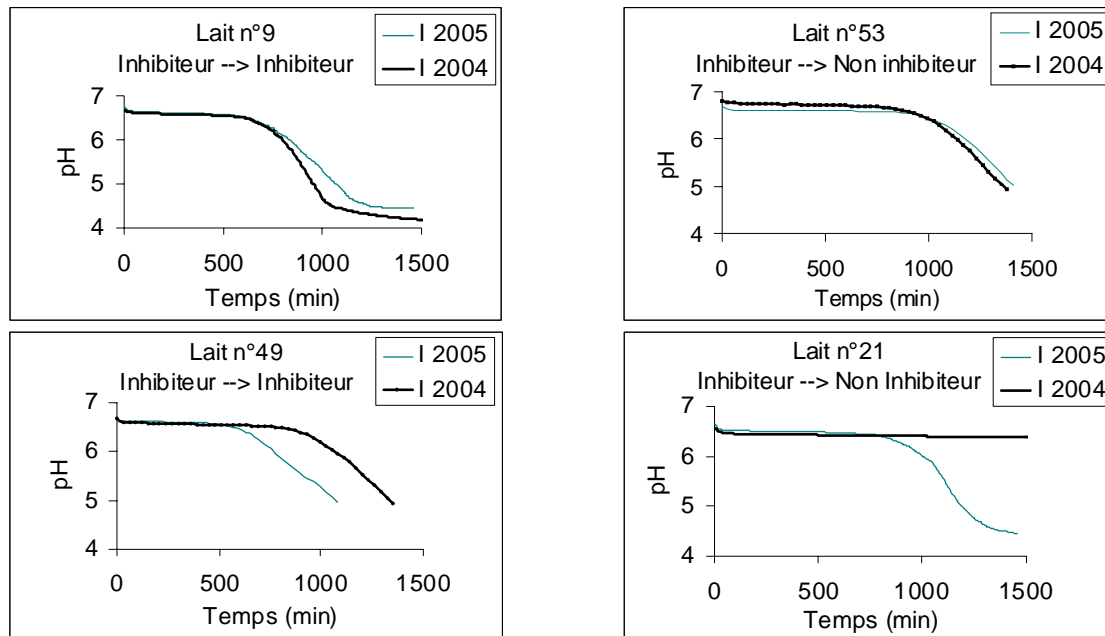 Lait n°9
Inhibiteur --> Inhibiteur
I 2005
I 2004
7
6
5
4
pH
0 500 1000 1500
Temps (min)
Lait n°53
Inhibiteur --> Non inhibiteur
I 2005
I 2004
7
6
5
4
pH
0 500 1000 1500
Temps (min)
Lait n°49
Inhibiteur --> Inhibiteur
I 2005
I 2004
7
6
5
4
pH
0 500 1000 1500
Temps (min)
Lait n°21
Inhibiteur --> Non Inhibiteur
I 2005
I 2004
7
6
5
4
pH
0 500 1000 1500
Temps (min)